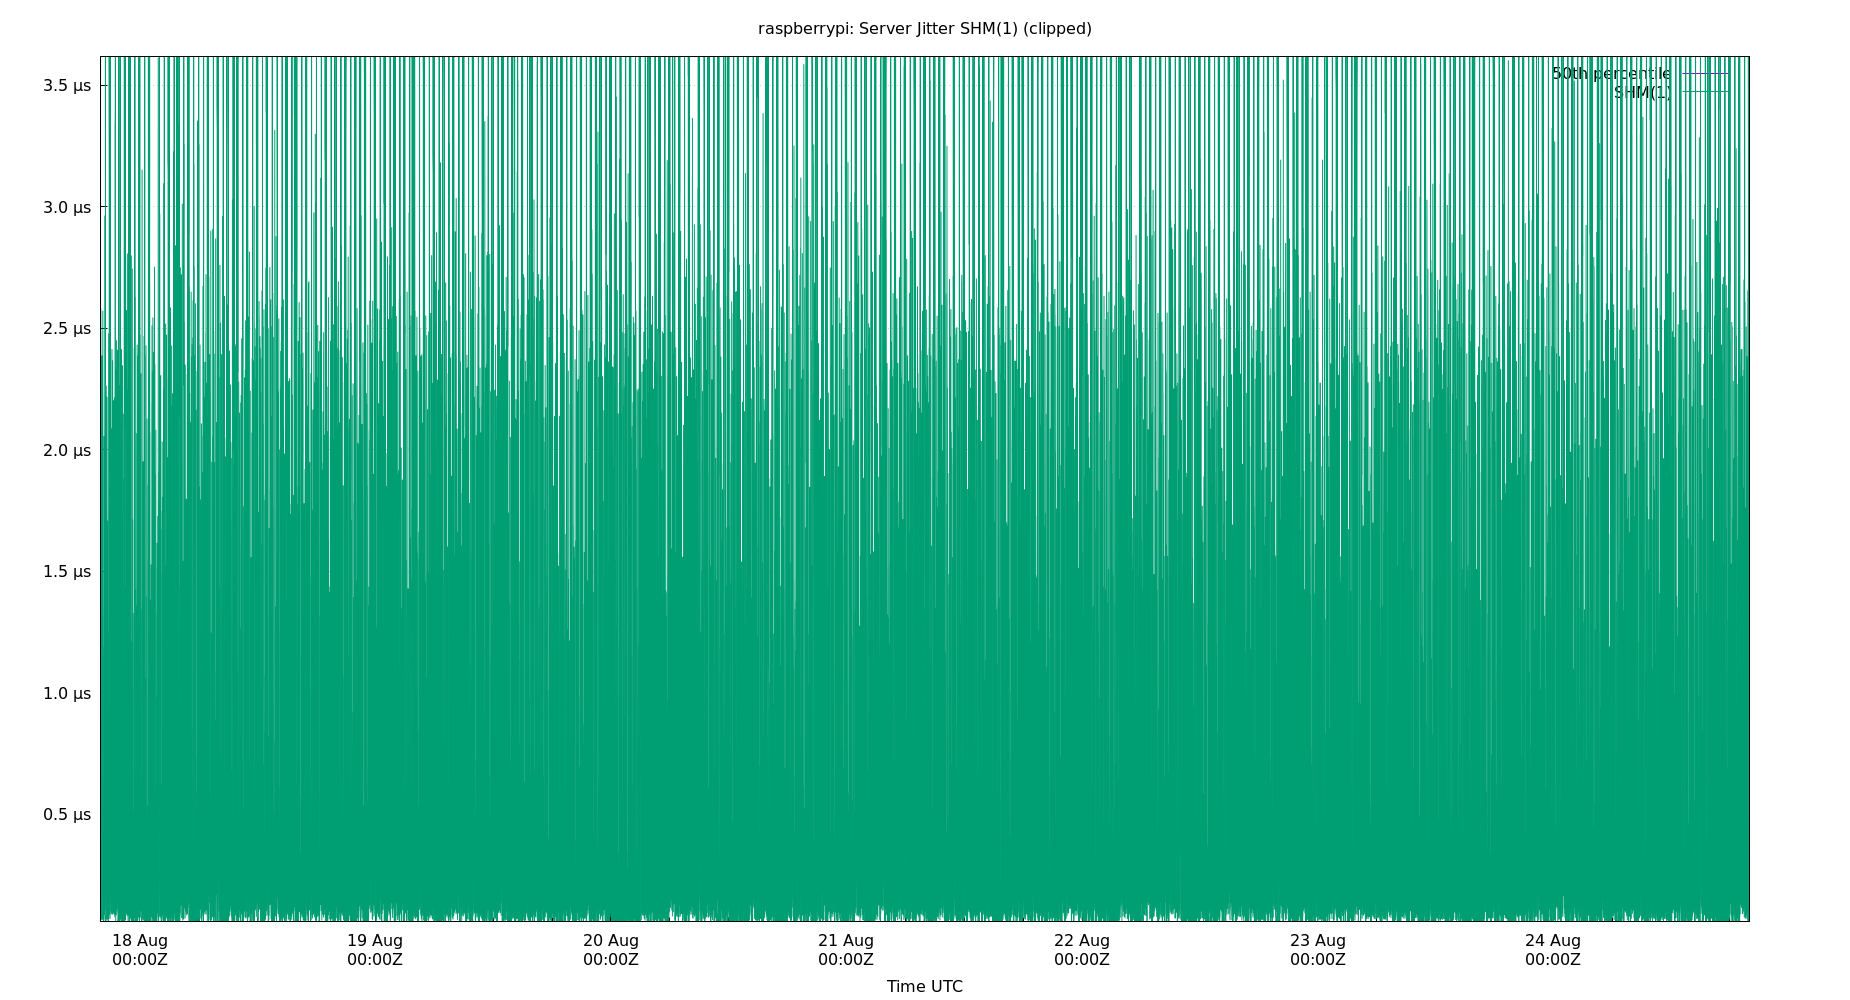 raspberrypi: Server Jitter SHM(1) (clipped)
50th percentile
SHM(1)
3.5 µs
3.0 µs
2.5 µs
2.0 µs
1.5 µs
1.0 µs
0.5 µs
18 Aug 19 Aug 20 Aug 21 Aug 22 Aug 23 Aug 24 Aug
00:00Z 00:00Z 00:00Z 00:00Z 00:00Z 00:00Z 00:00Z
Time UTC